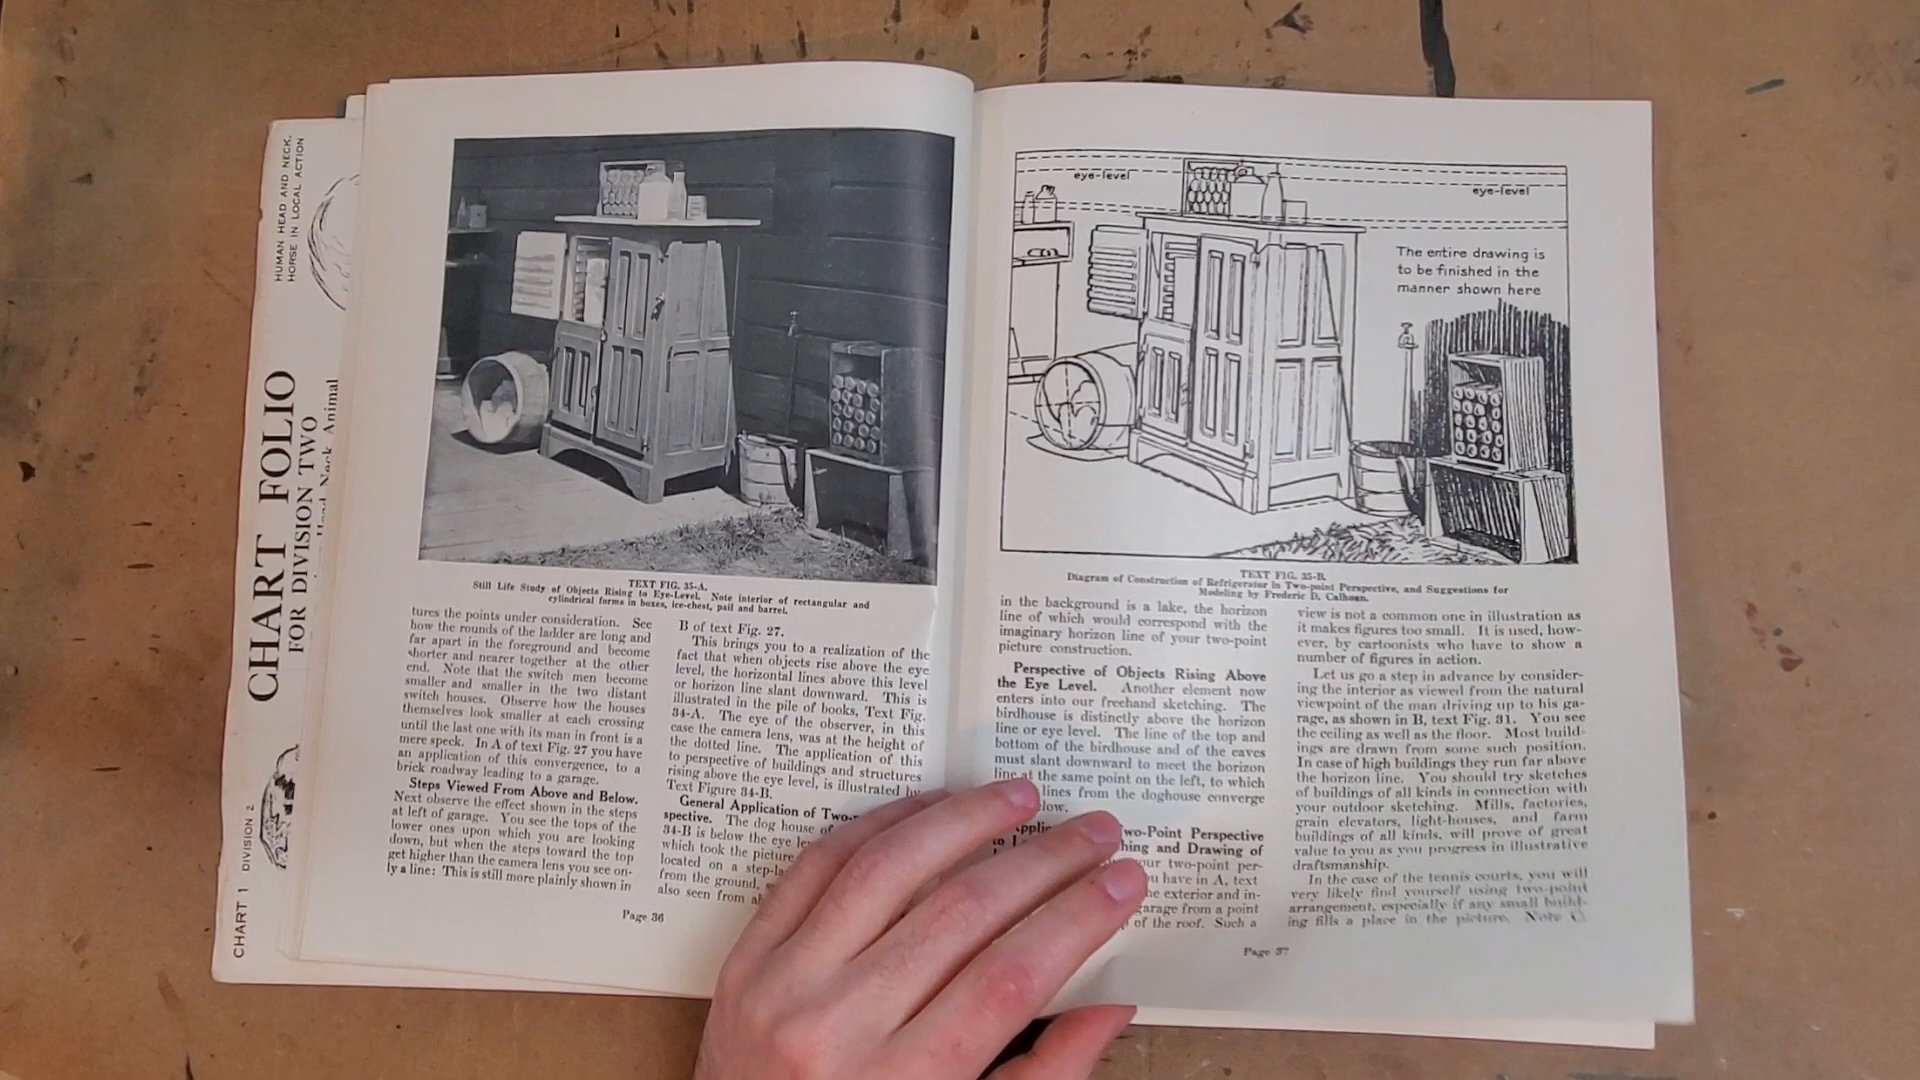 HUMAN HEAD AND NECK,
HORSE IN LOCAL ACTION
CHART FOLIO
FOR DIVISION TWO
Head Neck Animal
CHART 1 DIVISION 2
TEXT FIG. 35-A.
Still Life Study of Objects Rising to Eye-Level. Note interior of rectangular and
cylindrical forms in boxes, ice-chest, pail and barrel.
tures the points under consideration. See
how the rounds of the ladder are long and
far apart in the foreground and become
shorter and nearer together at the other
end. Note that the switch men become
smaller and smaller in the two distant
switch houses. Observe how the houses
themselves look smaller at each crossing
until the last one with its man in front is a
mere speck. In A of text Fig. 27 you have
an application of this convergence, to a
brick roadway leading to a garage.
Steps Viewed From Above and Below.
Next observe the effect shown in the steps
at left of garage. You see the tops of the
lower ones upon which you are looking
down, but when the steps toward the top
get higher than the camera lens you see on-
ly a line: This is still more plainly shown in
B of text Fig. 27.
This brings you to a realization of the
fact that when objects rise above the eye
level, the horizontal lines above this level
or horizon line slant downward. This is
illustrated in the pile of books, Text Fig.
34-A. The eye of the observer, in this
case the camera lens, was at the height of
the dotted line. The application of this
to perspective of buildings and structures
rising above the eye level, is illustrated by
Text Figure 34-B.
General Application of Two-
spective. The dog house of
34-B is below the eye
which took the picture
located on a
from the ground,
also seen from
Page 36
eye-level
eye-level
The entire drawing is
to be finished in the
manner shown here
TEXT FIG. 35-B.
Diagram of Construction of Refrigerator in Two-point Perspective, and Suggestions for
Modeling by Frederic D. Calhoun.
in the background is a lake, the horizon
line of which would correspond with the
imaginary horizon line of your two-point
picture construction.
Perspective of Objects Rising Above
the Eye Level. Another element now
enters into our freehand sketching. The
birdhouse is distinctly above the horizon
line or eye level. The line of the top and
bottom of the birdhouse and of the eaves
must slant downward to meet the horizon
line at the same point on the left, to which
lines from the doghouse converge
Two-Point Perspective
and Drawing of
your two-point per-
have in A, text
exterior and in-
garage from a point
of the roof. Such a
view is not a common one in illustration as
it makes figures too small. It is used, how-
ever, by cartoonists who have to show a
number of figures in action.
Let us go a step in advance by consider-
ing the interior as viewed from the natural
viewpoint of the man driving up to his ga-
rage, as shown in B, text Fig. 31. You see
the ceiling as well as the floor. Most build-
ings are drawn from some such position.
In case of high buildings they run far above
the horizon line. You should try sketches
of buildings of all kinds in connection with
your outdoor sketching. Mills, factories,
grain elevators, light-houses, and farm
buildings of all kinds, will prove of great
value to you as you progress in illustrative
draftsmanship.
In the case of the tennis courts, you will
very likely find yourself using two-point
arrangement, especially if any small build-
ing fills a place in the picture. Note C,
Page 37